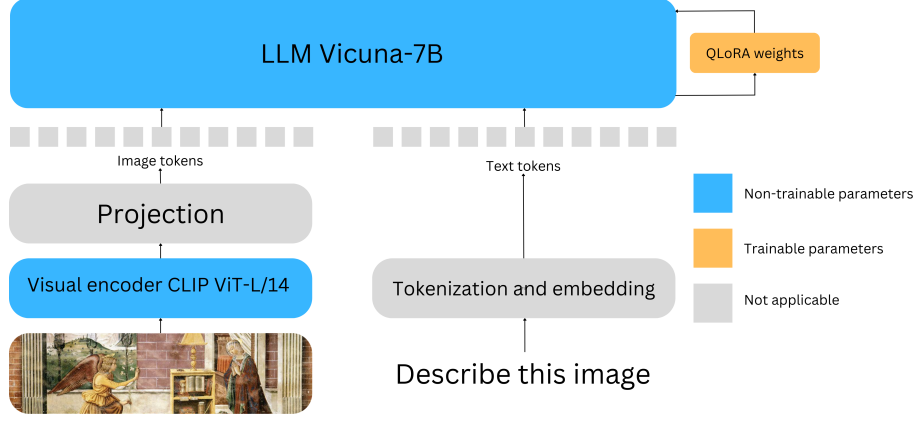 LLM Vicuna-7B
QLoRA weights
Image tokens
Text tokens
Projection
Non-trainable parameters
Visual encoder CLIP ViT-L/14
Tokenization and embedding
Trainable parameters
Not applicable
Describe this image